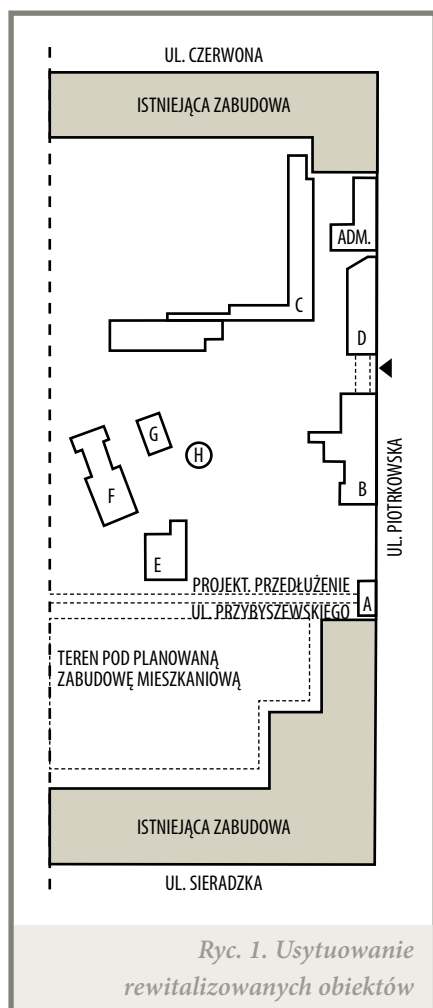 UL. CZERWONA
ISTNIEJĄCA ZABUDOWA
ADM.
C
D
G
H
F
B
UL. PIOTRKOWSKA
E
PROJEKT. PRZEDŁUŻENIE
A
UL. PRZYBYSZEWSKIEGO
TEREN POD PLANOWANĄ
ZABUDOWĘ MIESZKANIOWĄ
ISTNIEJĄCA ZABUDOWA
UL. SIERADZKA
Ryc. 1. Usytuowanie
rewitalizowanych obiektów